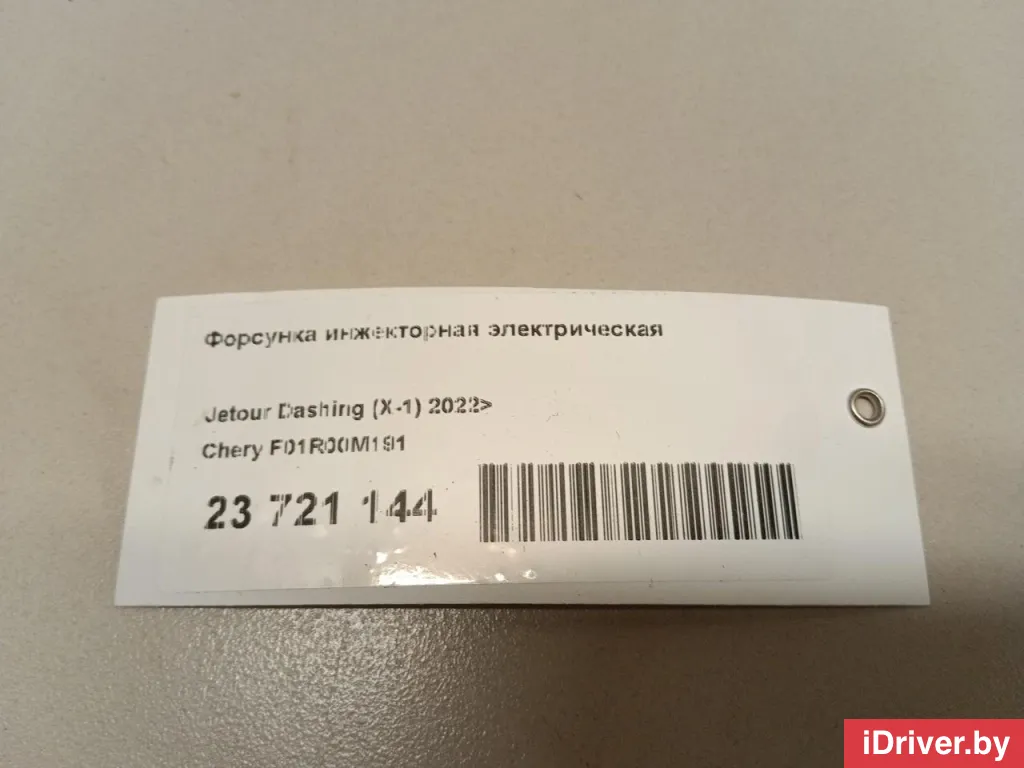 Форсунка инжекторная электрическая
Jetour Dashing (X-1) 2022>
Chery F01R00M191
23 721 144
iDriver.by